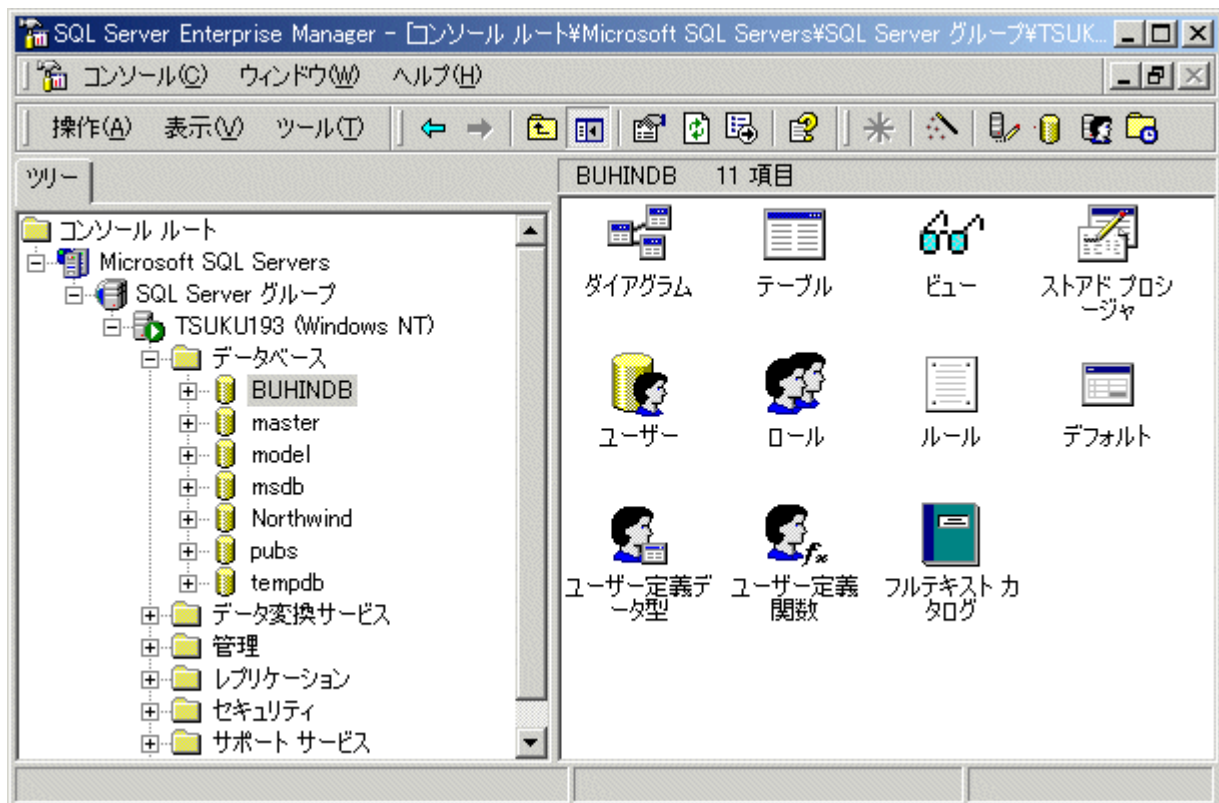 SQL Server Enterprise Manager - [コンソール ルート¥Microsoft SQL Servers¥SQL Server グループ¥TSUK...
コンソール(C) ウィンドウ(W) ヘルプ(H)
操作(A) 表示(V) ツール(T)
ツリー
コンソール ルート
Microsoft SQL Servers
SQL Server グループ
TSUKU193 (Windows NT)
データベース
BUHINDB
master
model
msdb
Northwind
pubs
tempdb
データ変換サービス
管理
レプリケーション
セキュリティ
サポート サービス
BUHINDB 11 項目
ダイアグラム テーブル ビュー ストアド プロシ
ージャ
ユーザー ロール ルール デフォルト
ユーザー定義デ ユーザー定義 フルテキスト カ
ータ型 関数 タログ